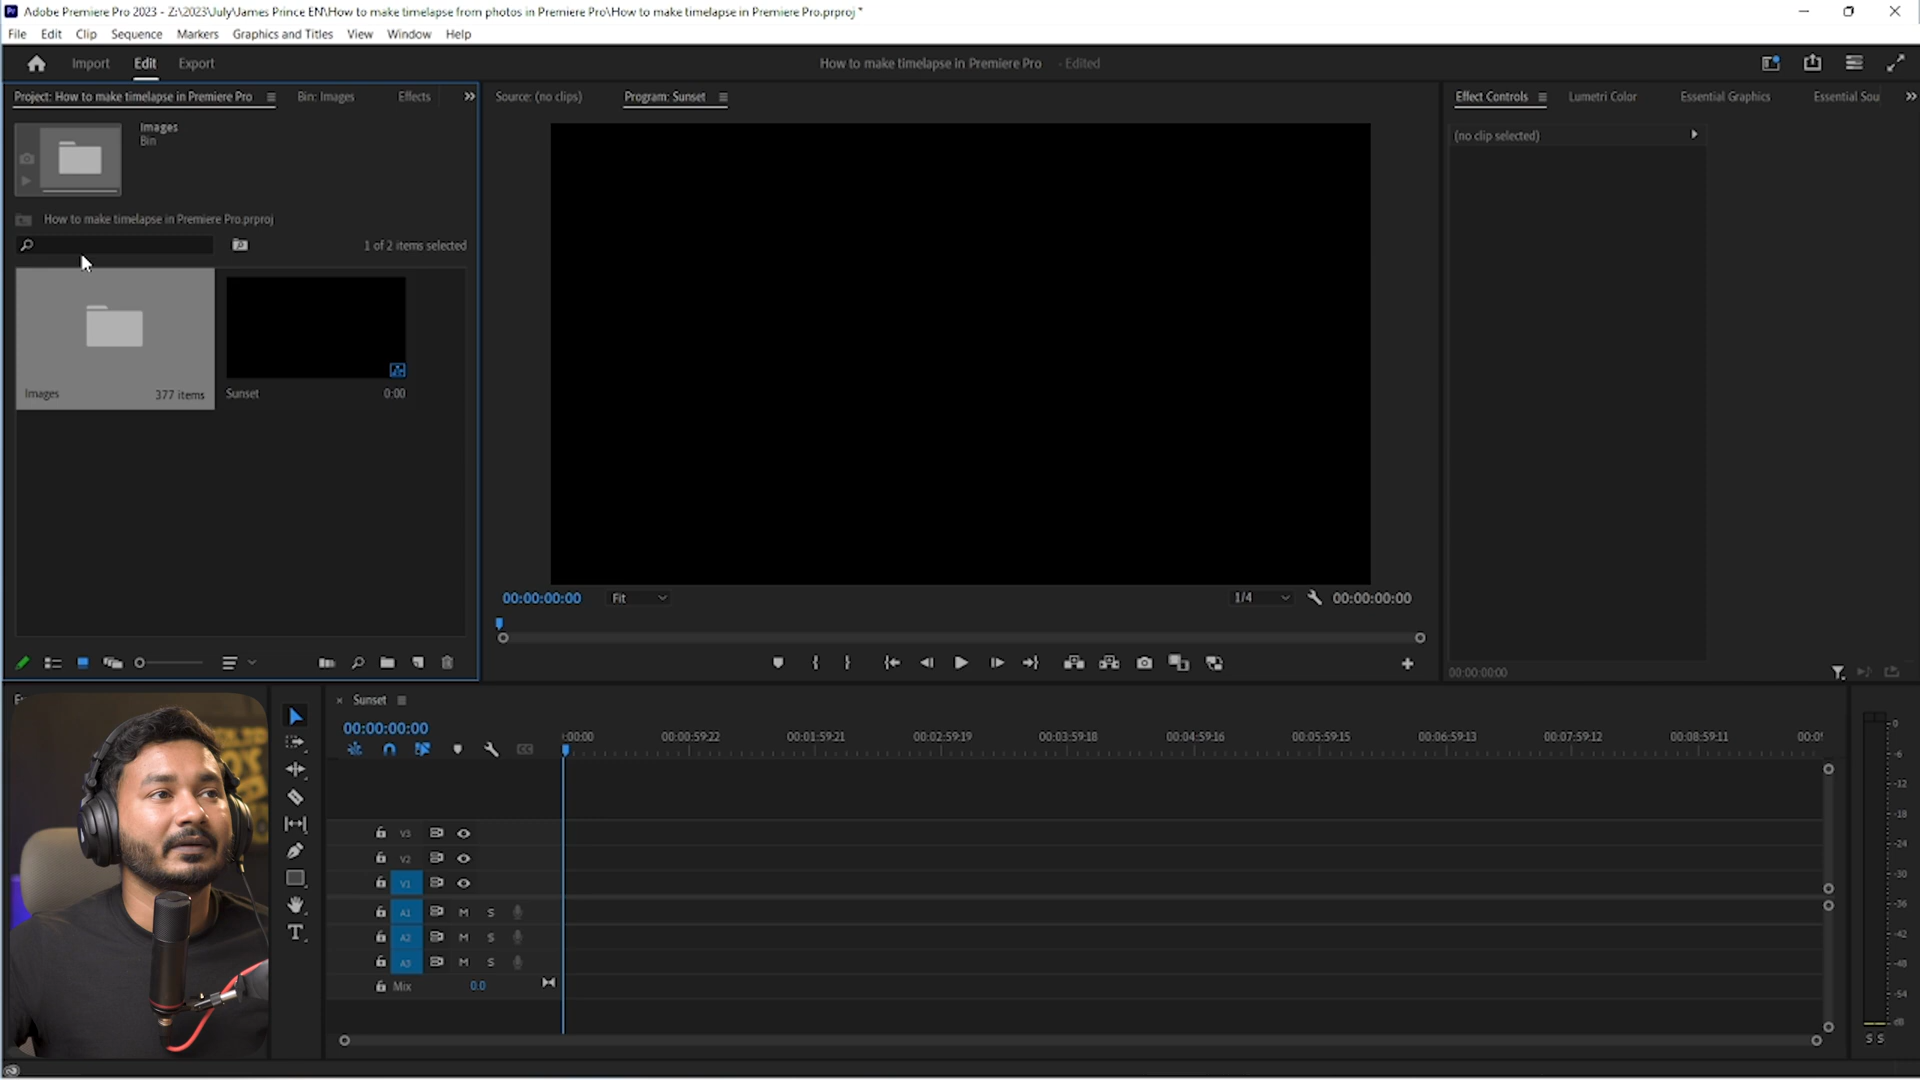 Adobe Premiere Pro 2023 - Z:\2023\July\James Prince EN\How to make timelapse from photos in Premiere Pro\How to make timelapse in Premiere Pro.prproj *
File Edit Clip Sequence Markers Graphics and Titles View Window Help
Import Edit Export
How to make timelapse in Premiere Pro - Edited
Project: How to make timelapse in Premiere Pro
Bin: Images
Effects
Source: (no clips)
Program: Sunset
Effect Controls
Lumetri Color
Essential Graphics
Essential Sou
Images
Bin
(no clip selected)
How to make timelapse in Premiere Pro.prproj
1 of 2 items selected
Images 377 items
Sunset 0:00
00:00:00:00 Fit 1/4 00:00:00:00
00:00:00:00
Sunset
00:00:00:00
:00:00 00:00:59:22 00:01:59:21 00:02:59:19 00:03:59:18 00:04:59:16 00:05:59:15 00:06:59:13 00:07:59:12 00:08:59:11 00:0
V3
V2
V1
A1 M S
A2 M S
A3 M S
Mix 0.0
0
-6
-12
-18
-24
-30
-36
-42
-48
-54
dB
S S